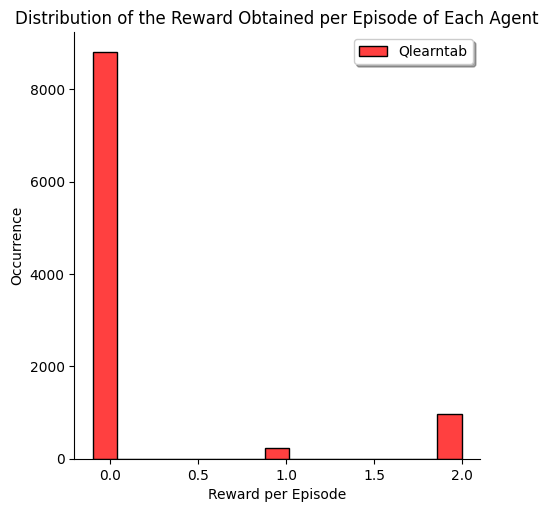 Distribution of the Reward Obtained per Episode of Each Agent
Qlearntab
8000
6000
4000
2000
0
Occurrence
0.0 0.5 1.0 1.5 2.0
Reward per Episode